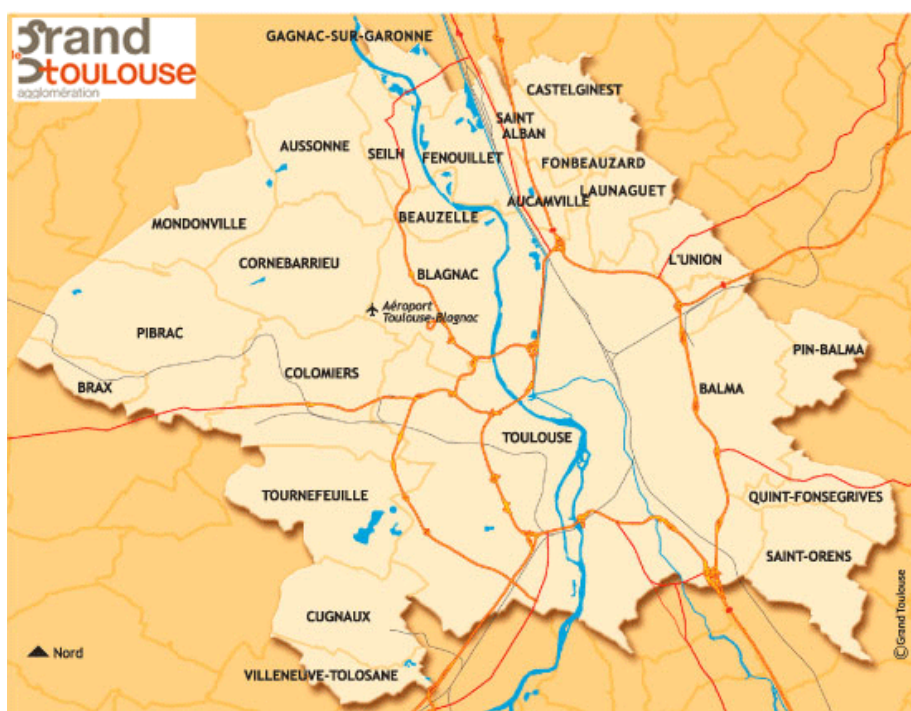 le Grand
toulouse
agglomération
GAGNAC-SUR-GARONNE
CASTELGINEST
SAINT
ALBAN
AUSSONNE
SEILH
FENOUILLET
FONBEAUZARD
LAUNAGUET
AUCAMVILLE
BEAUZELLE
MONDONVILLE
L'UNION
CORNEBARRIEU
BLAGNAC
Aéroport
Toulouse-Blagnac
PIBRAC
PIN-BALMA
COLOMIERS
BRAX
BALMA
TOULOUSE
TOURNEFEUILLE
QUINT-FONSEGRIVES
SAINT-ORENS
CUGNAUX
Nord
VILLENEUVE-TOLOSANE
© Grand Toulouse